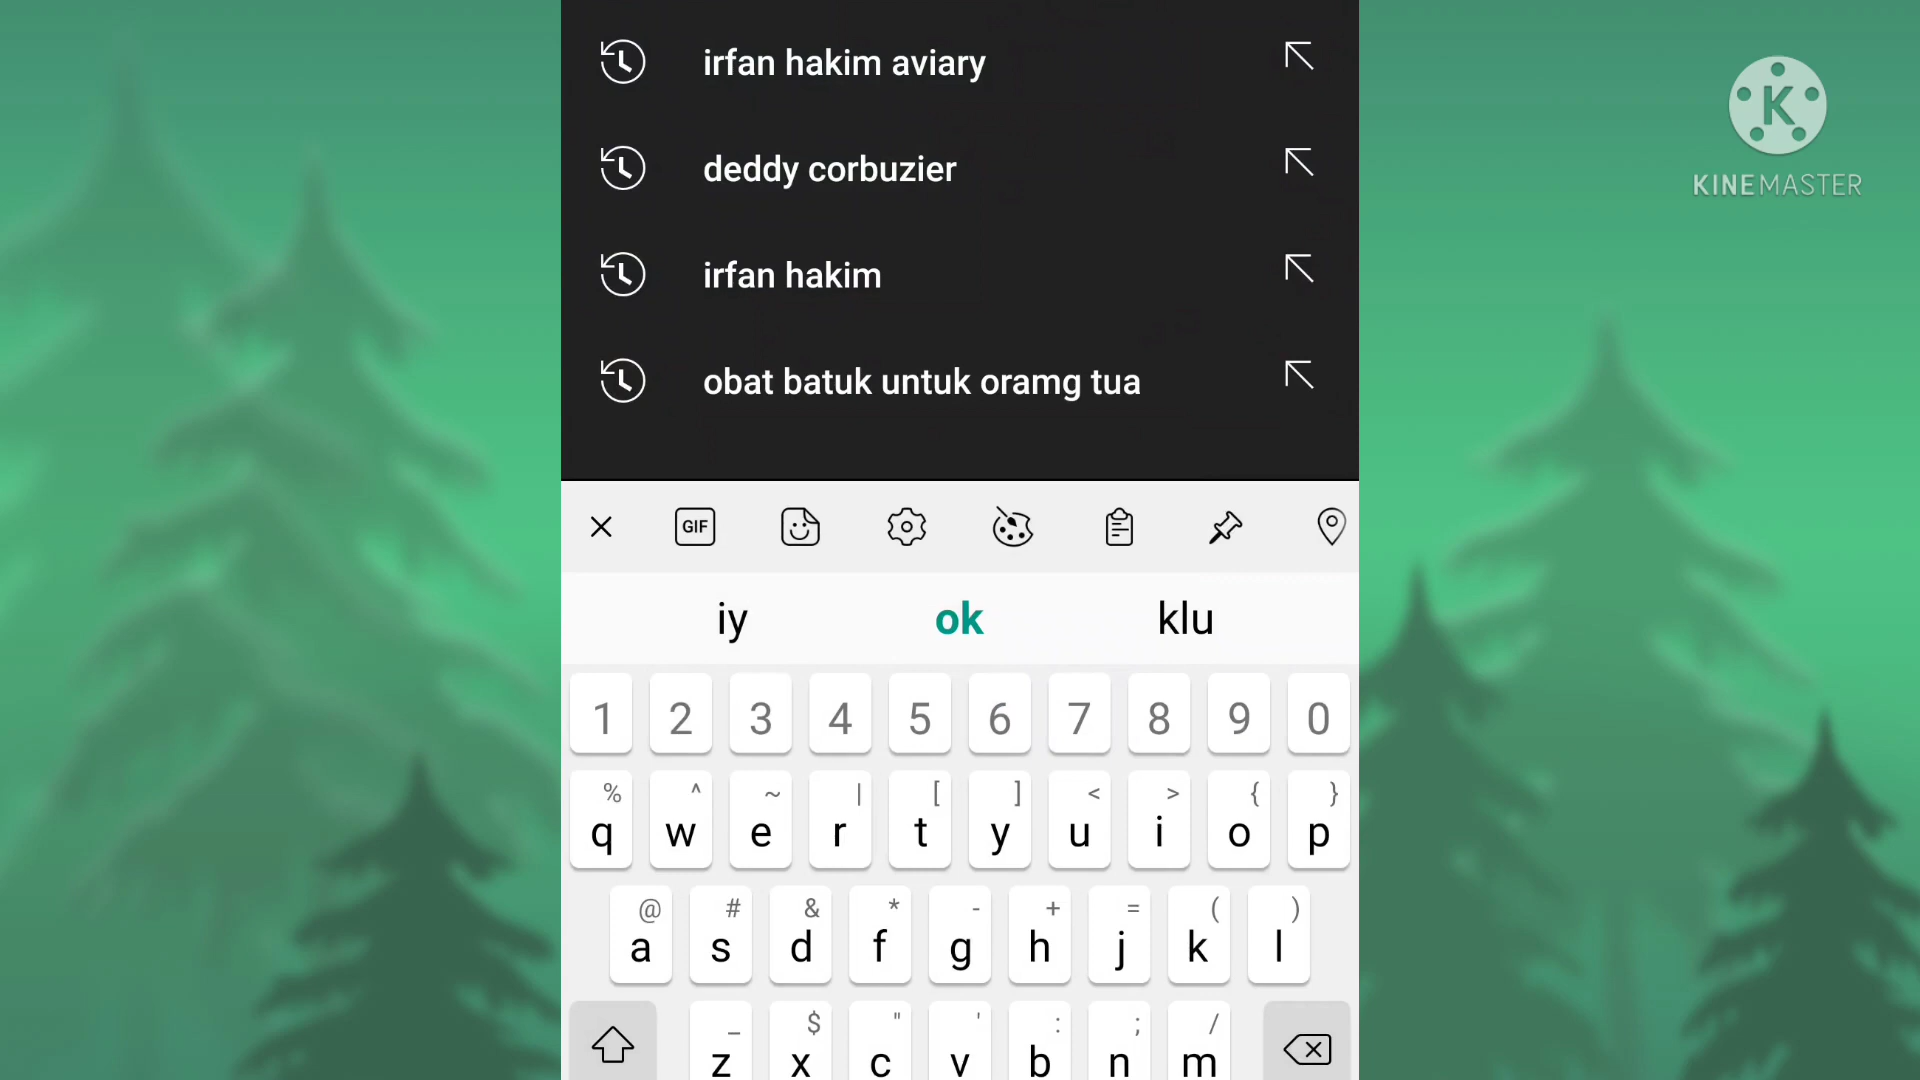 irfan hakim aviary
deddy corbuzier
irfan hakim
obat batuk untuk oramg tua
K
KINEMASTER
GIF
iy ok klu
1 2 3 4 5 6 7 8 9 0
% ^ ~ | [ ] < > { }
q w e r t y u i o p
@ # & * - + = ( )
a s d f g h j k l
_ $ " ' : ; /
z x c v b n m